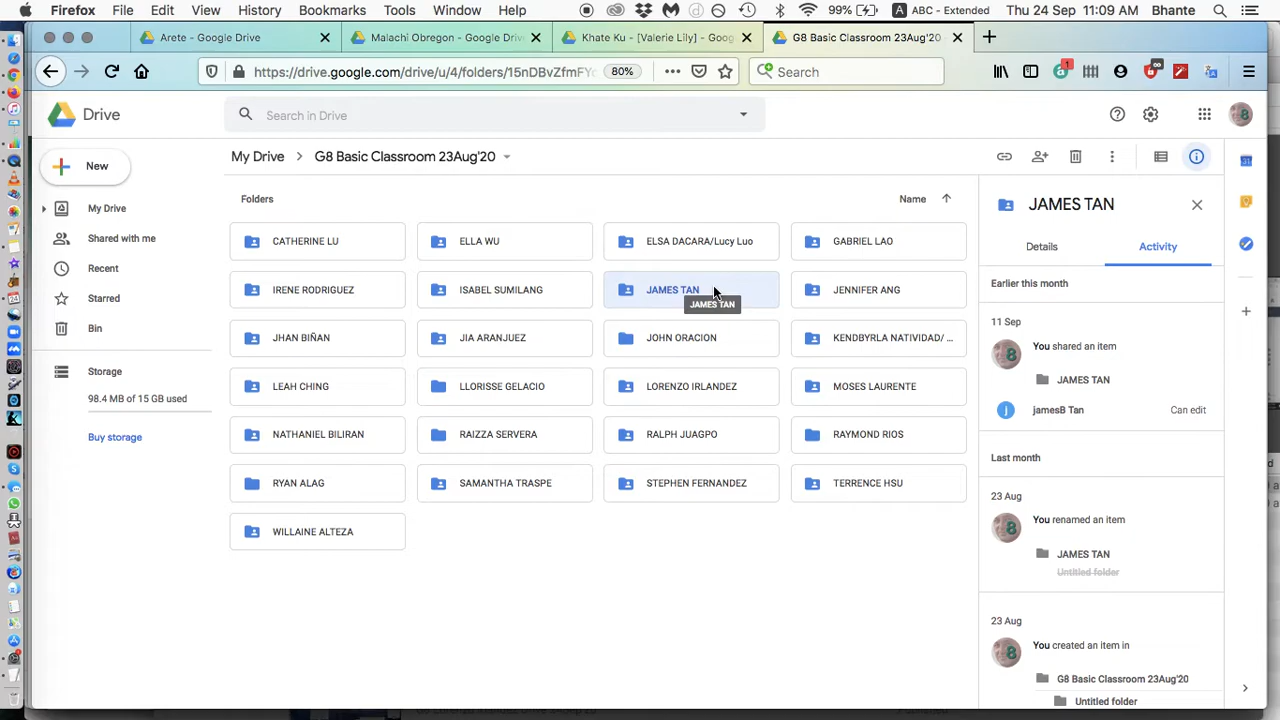 Firefox File Edit View History Bookmarks Tools Window Help 99% A ABC - Extended Thu 24 Sep 11:09 AM Bhante
Arete - Google Drive
Malachi Obregon - Google Driv
Khate Ku - [Valerie Lily] - Goog
G8 Basic Classroom 23Aug'20 -
https://drive.google.com/drive/u/4/folders/15nDBvZfmFYc
80%
Search
1
Drive
Search in Drive
New
My Drive
Shared with me
Recent
Starred
Bin
Storage
98.4 MB of 15 GB used
Buy storage
My Drive > G8 Basic Classroom 23Aug'20
Folders
Name
CATHERINE LU
ELLA WU
ELSA DACARA/Lucy Luo
GABRIEL LAO
IRENE RODRIGUEZ
ISABEL SUMILANG
JAMES TAN
JENNIFER ANG
JAMES TAN
JHAN BIÑAN
JIA ARANJUEZ
JOHN ORACION
KENDBYRLA NATIVIDAD/ ...
LEAH CHING
LLORISSE GELACIO
LORENZO IRLANDEZ
MOSES LAURENTE
NATHANIEL BILIRAN
RAIZZA SERVERA
RALPH JUAGPO
RAYMOND RIOS
RYAN ALAG
SAMANTHA TRASPE
STEPHEN FERNANDEZ
TERRENCE HSU
WILLAINE ALTEZA
JAMES TAN
Details
Activity
Earlier this month
11 Sep
You shared an item
JAMES TAN
j
jamesB Tan
Can edit
Last month
23 Aug
You renamed an item
JAMES TAN
Untitled folder
23 Aug
You created an item in
G8 Basic Classroom 23Aug'20
Untitled folder